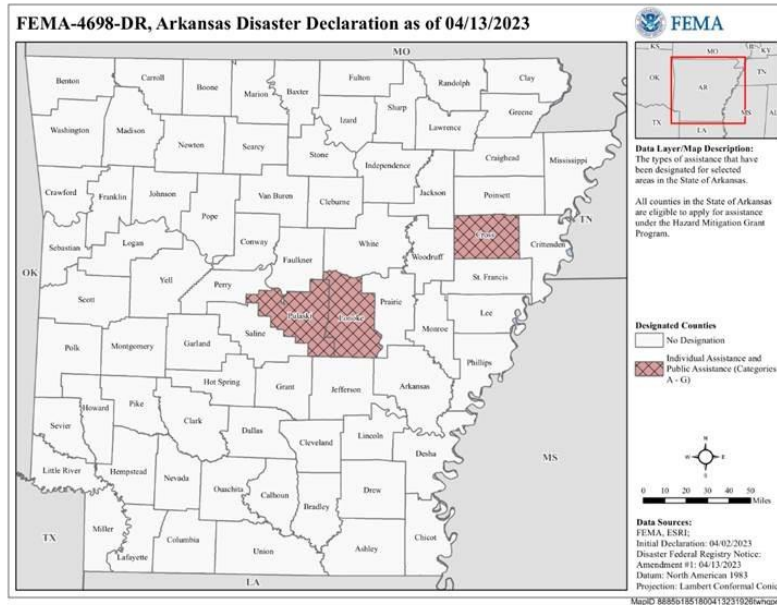 FEMA-4698-DR, Arkansas Disaster Declaration as of 04/13/2023
FEMA
MO
Benton
Carroll
Boone
Marion
Baxter
Fulton
Randolph
Clay
Sharp
Izard
Greene
Lawrence
Washington
Madison
Newton
Searcy
Stone
Independence
Craighead
Mississippi
Crawford
Franklin
Johnson
Van Buren
Cleburne
Jackson
Poinsett
Pope
TN
Cross
Crittenden
Sebastian
Logan
Conway
White
Woodruff
Faulkner
OK
Yell
Perry
St. Francis
Scott
Prairie
Pulaski
Lonoke
Lee
Saline
Monroe
Polk
Montgomery
Garland
Phillips
Hot Spring
Grant
Jefferson
Arkansas
Pike
Howard
Sevier
Clark
Dallas
Cleveland
Lincoln
Desha
MS
Little River
Hempstead
Nevada
Ouachita
Calhoun
Drew
Bradley
TX
Miller
Columbia
Union
Ashley
Chicot
Lafayette
LA
KS
MO
KY
OK
AR
TN
MS
TX
LA
Data Layer/Map Description:
The types of assistance that have
been designated for selected
areas in the State of Arkansas.
All counties in the State of Arkansas
are eligible to apply for assistance
under the Hazard Mitigation Grant
Program.
Designated Counties
No Designation
Individual Assistance and
Public Assistance (Categories
A - G)
N
W
E
S
0 10 20 30 40 50
Miles
Data Sources:
FEMA, ESRI;
Initial Declaration: 04/02/2023
Disaster Federal Registry Notice:
Amendment #1: 04/13/2023
Datum: North American 1983
Projection: Lambert Conformal Conic